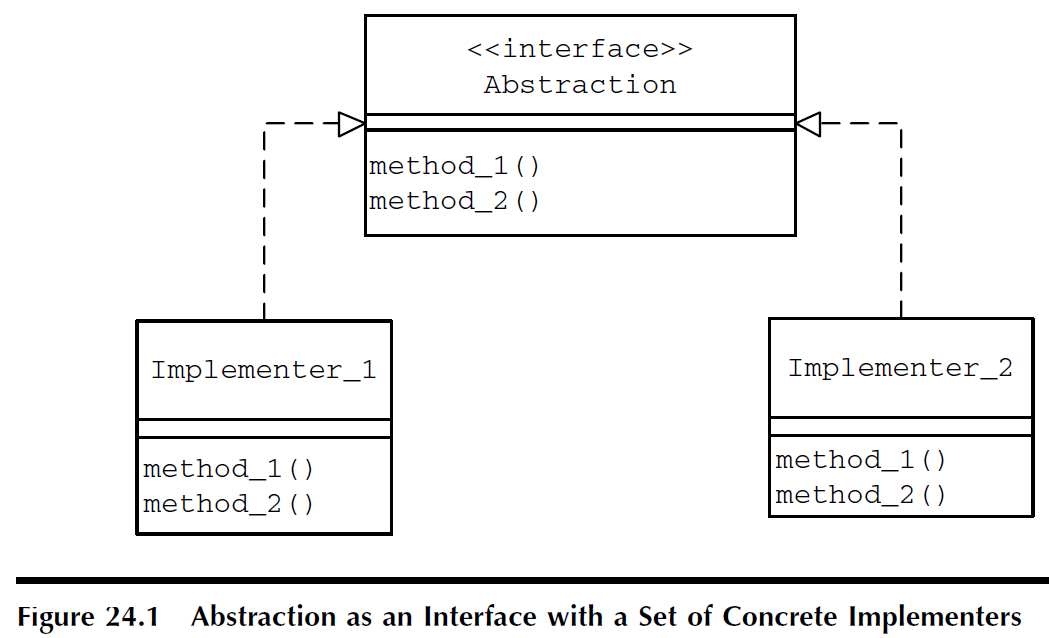 <<interface>>
Abstraction
method_1()
method_2()
Implementer_1
method_1()
method_2()
Implementer_2
method_1()
method_2()
Figure 24.1 Abstraction as an Interface with a Set of Concrete Implementers